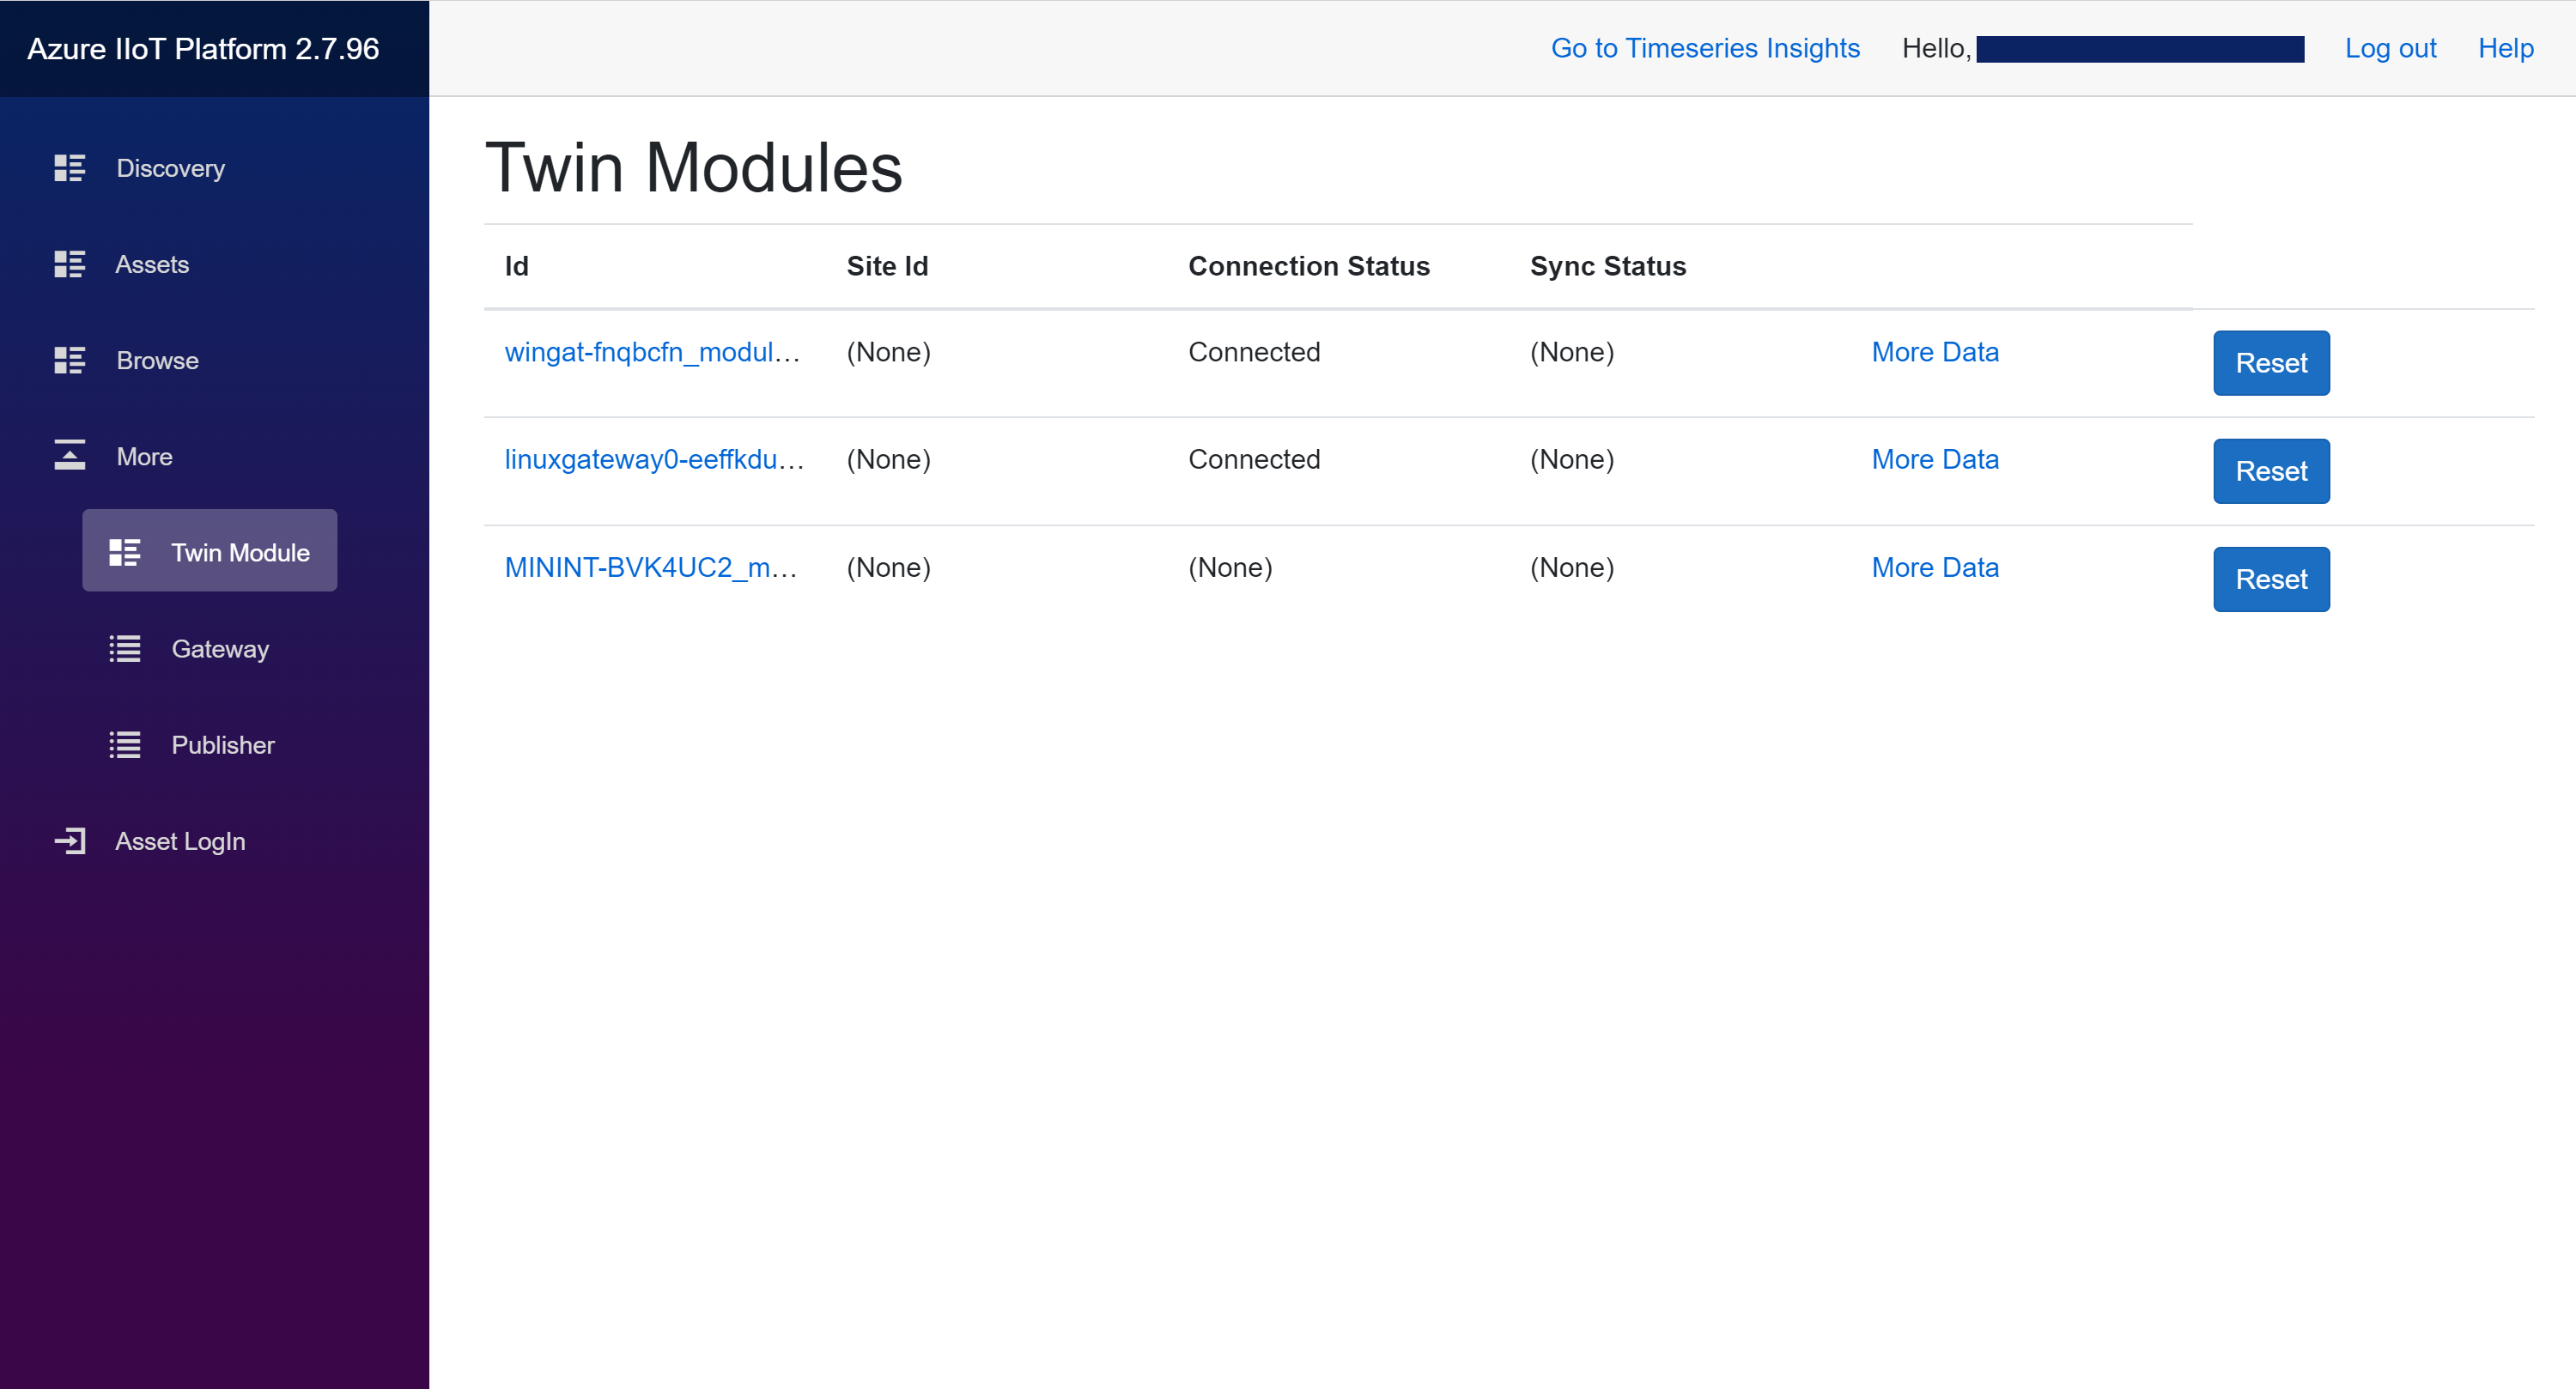 Azure IIoT Platform 2.7.96
Go to Timeseries Insights Hello, Log out Help
Discovery
Assets
Browse
More
Twin Module
Gateway
Publisher
Asset LogIn
Twin Modules
Id Site Id Connection Status Sync Status
wingat-fnqbcfn_modul... (None) Connected (None) More Data Reset
linuxgateway0-eeffkdu... (None) Connected (None) More Data Reset
MININT-BVK4UC2_m... (None) (None) (None) More Data Reset